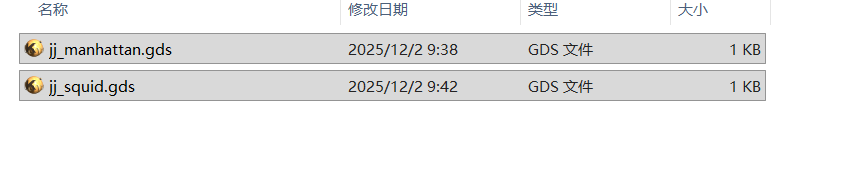 名称 修改日期 类型 大小
jj_manhattan.gds 2025/12/2 9:38 GDS 文件 1 KB
jj_squid.gds 2025/12/2 9:42 GDS 文件 1 KB